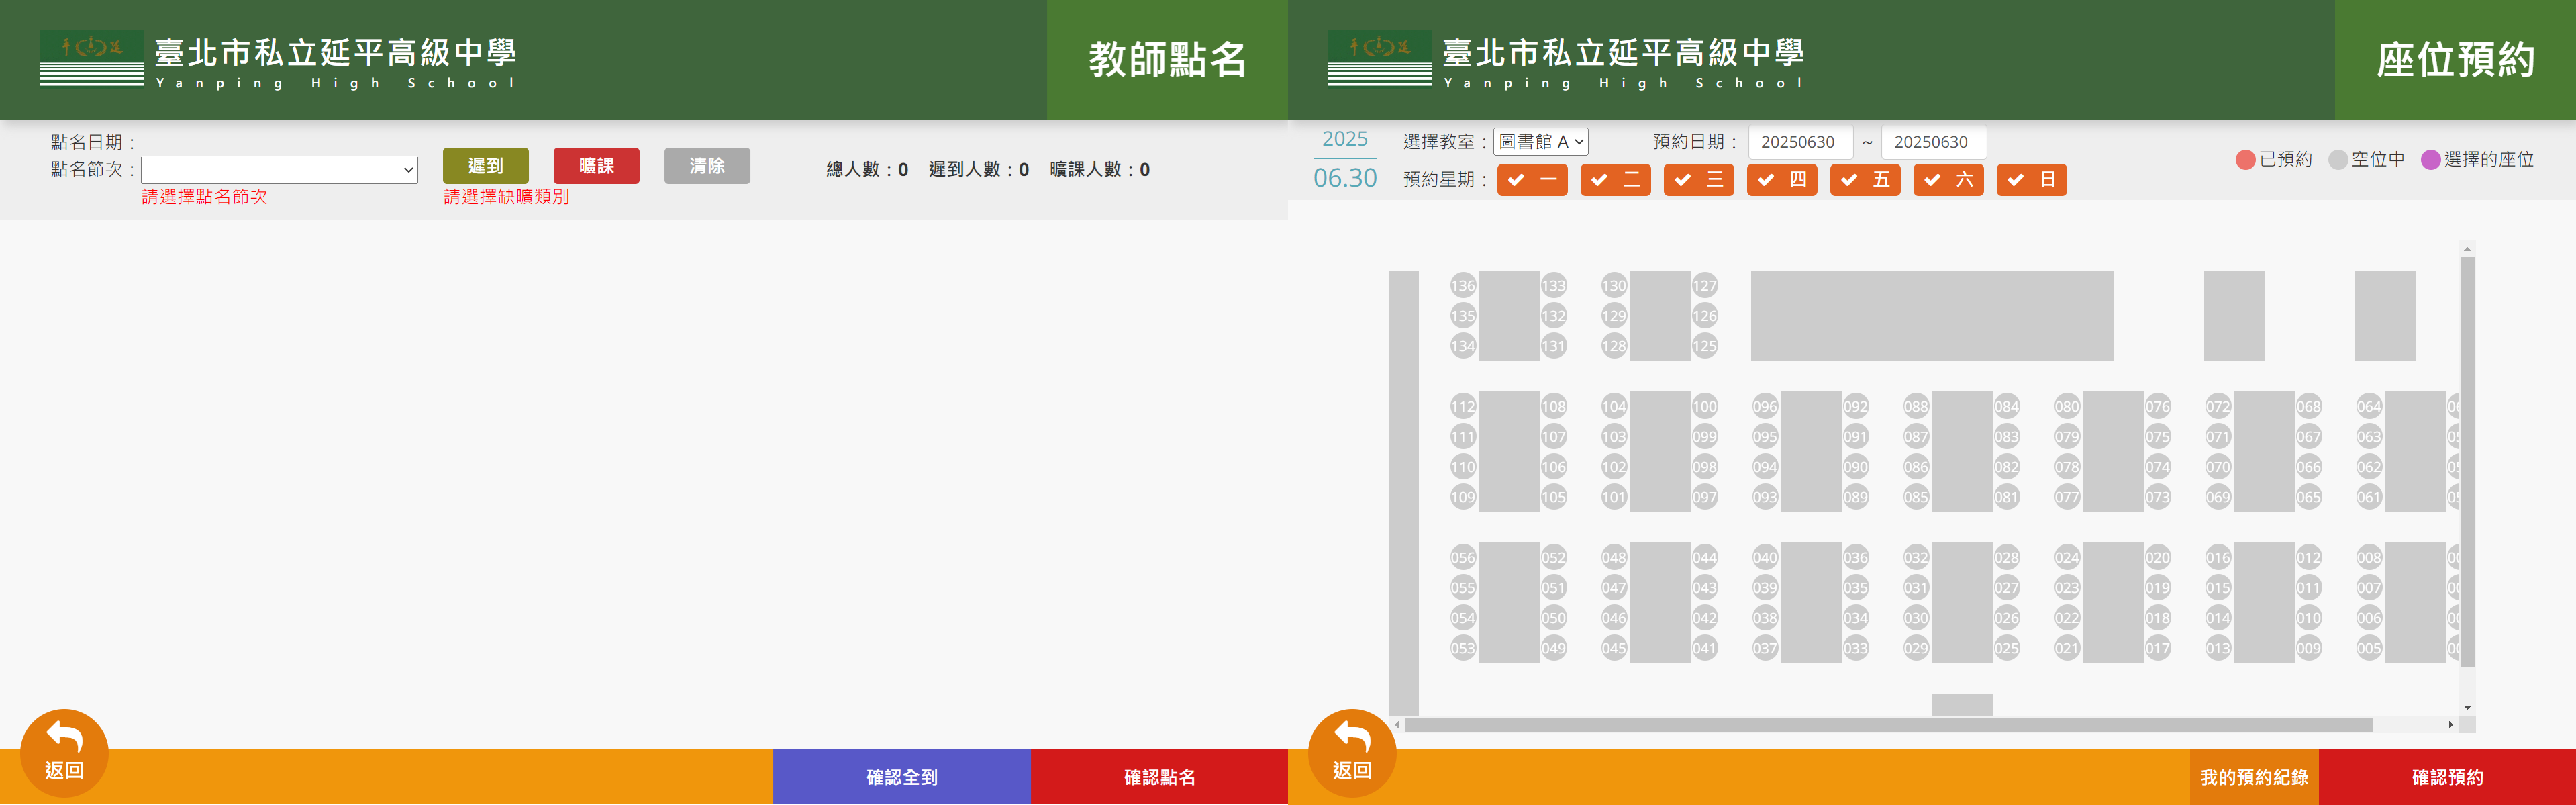 臺北市私立延平高級中學
Yanping High School
教師點名
點名日期：
點名節次：
請選擇點名節次
遲到
曠課
清除
請選擇缺曠類別
總人數：0 遲到人數：0 曠課人數：0
返回
確認全到
確認點名
臺北市私立延平高級中學
Yanping High School
座位預約
2025
06.30
選擇教室：圖書館 A
預約日期： 20250630 ~ 20250630
預約星期： 一 二 三 四 五 六 日
已預約 空位中 選擇的座位
136 133 130 127
135 132 129 126
134 131 128 125
112 108 104 100 096 092 088 084 080 076 072 068 064
111 107 103 099 095 091 087 083 079 075 071 067 063
110 106 102 098 094 090 086 082 078 074 070 066 062
109 105 101 097 093 089 085 081 077 073 069 065 061
056 052 048 044 040 036 032 028 024 020 016 012 008
055 051 047 043 039 035 031 027 023 019 015 011 007
054 050 046 042 038 034 030 026 022 018 014 010 006
053 049 045 041 037 033 029 025 021 017 013 009 005
返回
我的預約紀錄
確認預約